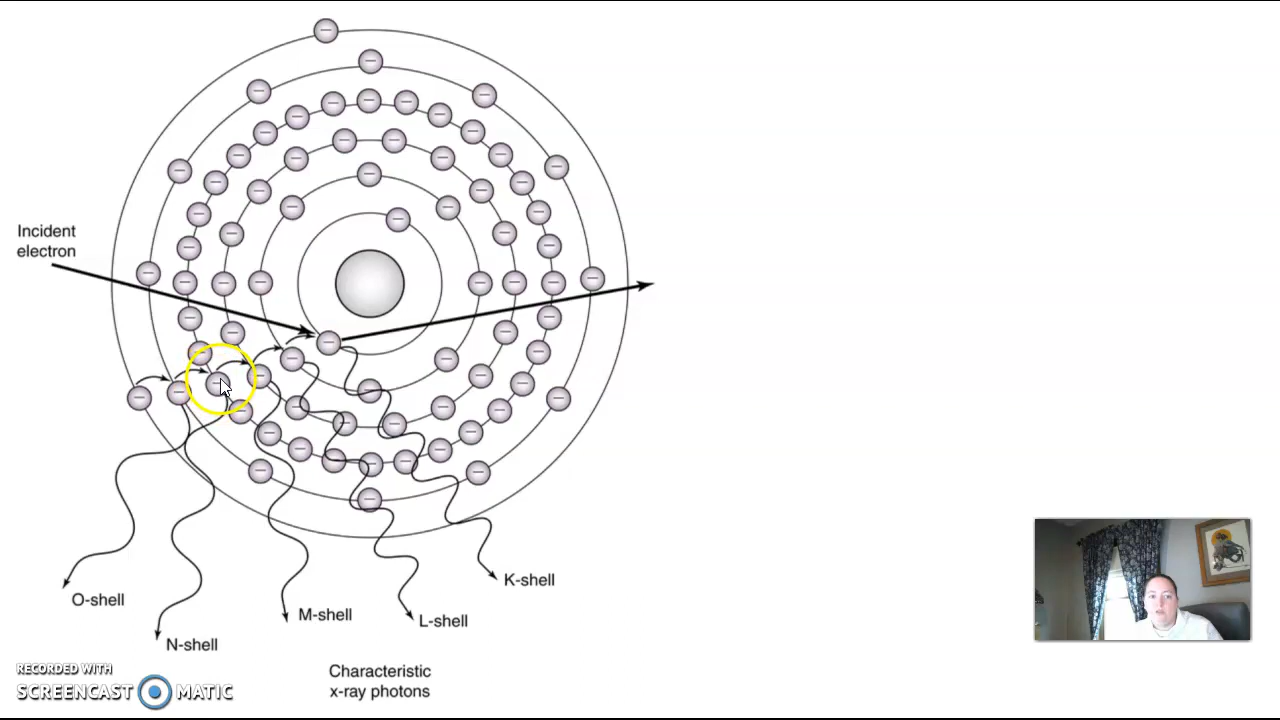 Incident
electron
K-shell
O-shell
M-shell
L-shell
N-shell
Characteristic
x-ray photons
RECORDED WITH
SCREENCAST MATIC